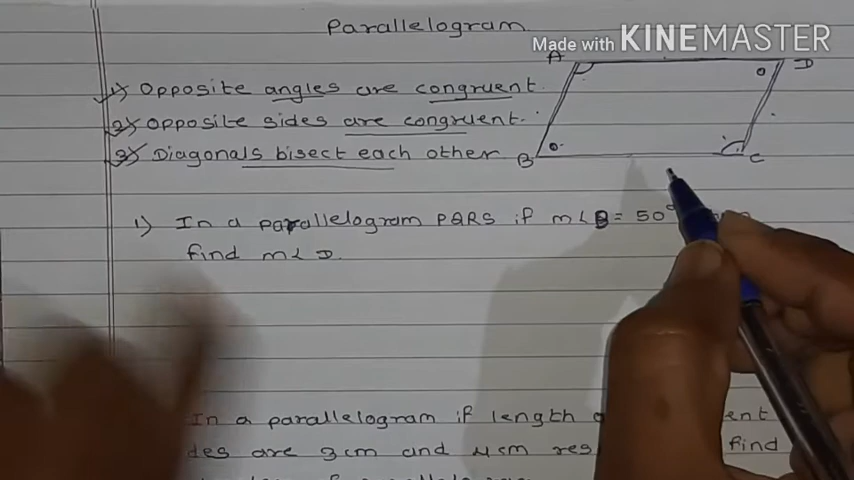 Parallelogram
Made with KINEMASTER
A D
1) Opposite angles are congruent.
2) Opposite sides are congruent.
3) Diagonals bisect each other
B C
1) In a parallelogram PQRS if m∠B = 50°
find m∠D.
In a parallelogram if length
are 3cm and 4cm find